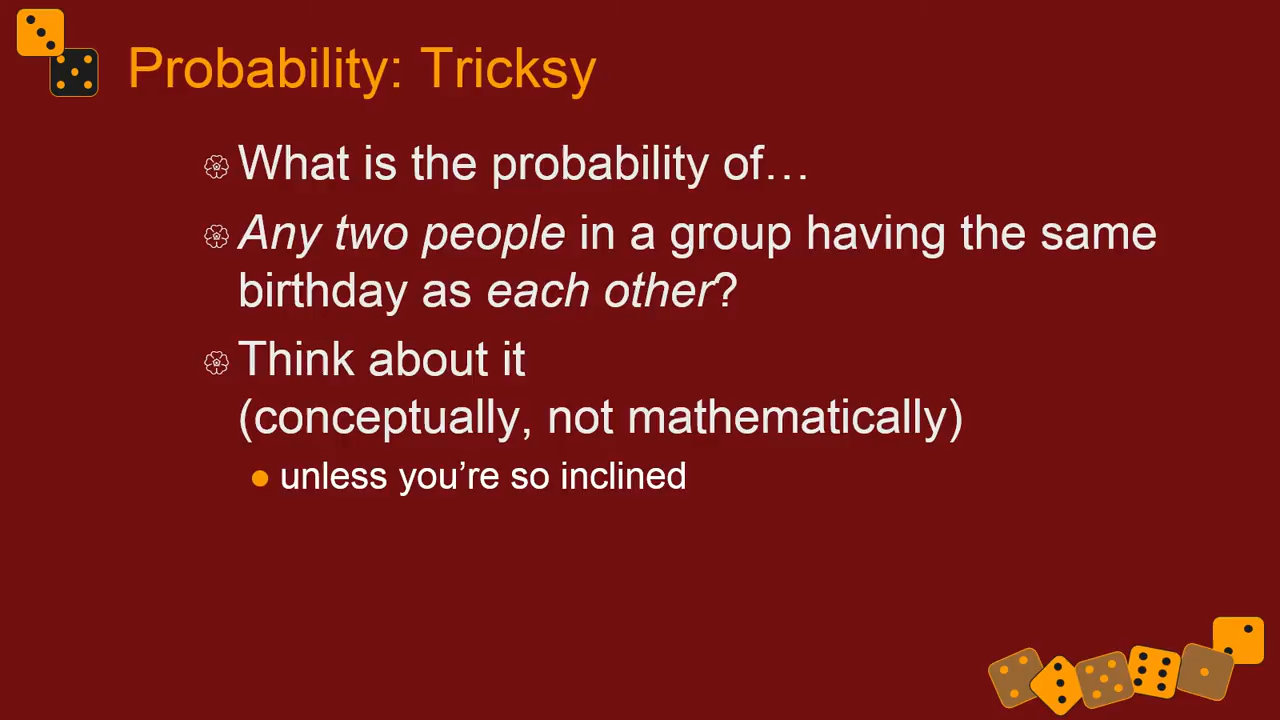 Probability: Tricksy
What is the probability of…
Any two people in a group having the same
birthday as each other?
Think about it
(conceptually, not mathematically)
unless you’re so inclined